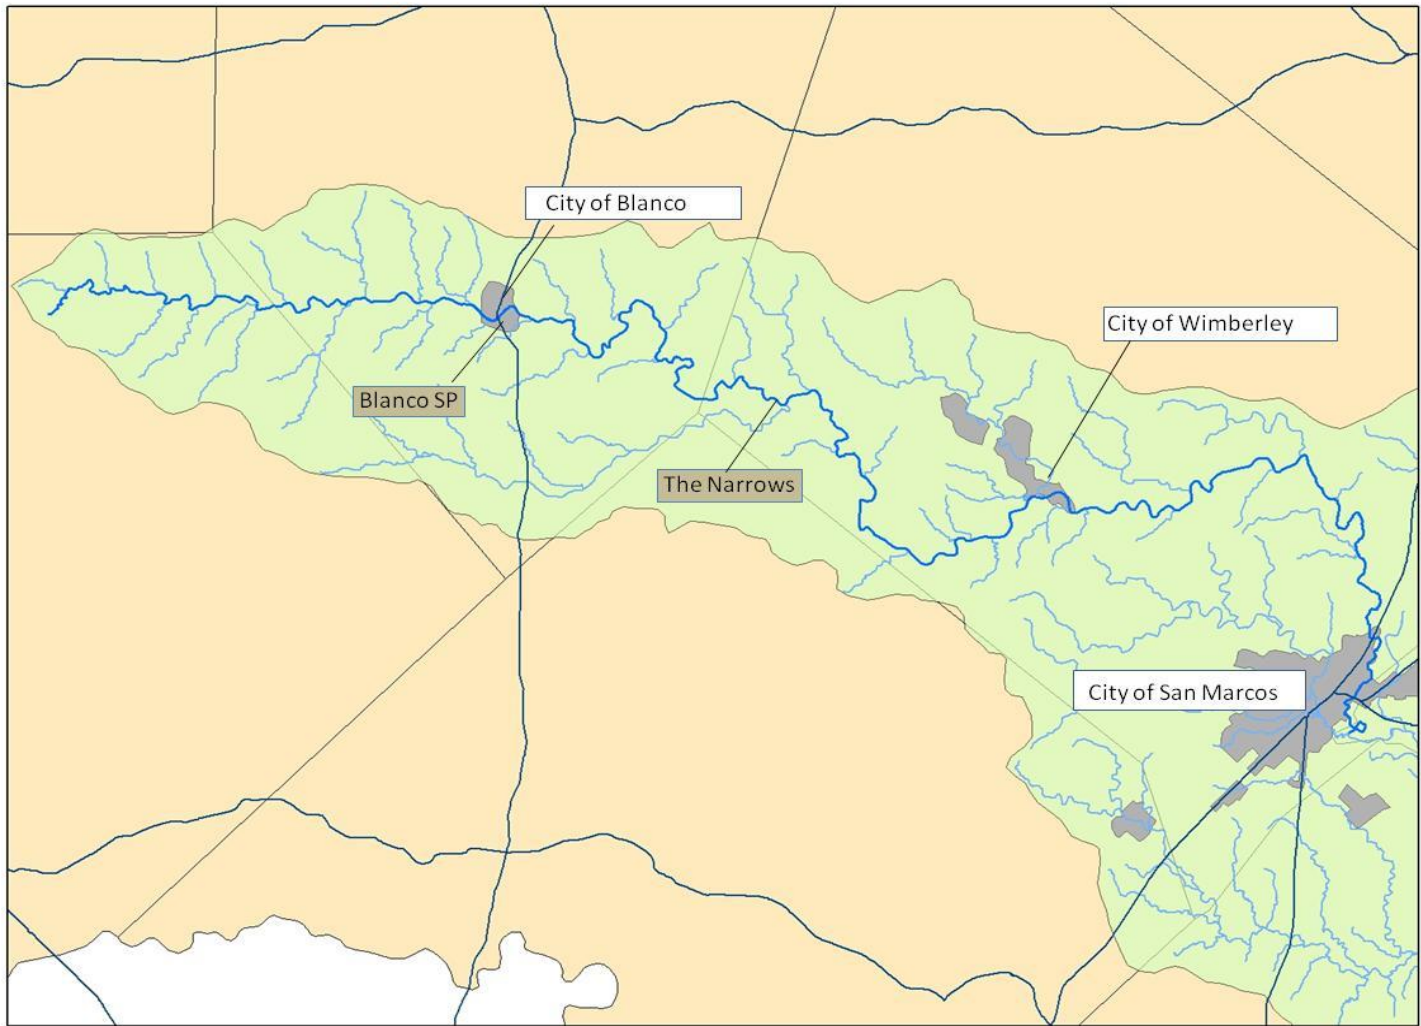 City of Blanco
City of Wimberley
Blanco SP
The Narrows
City of San Marcos